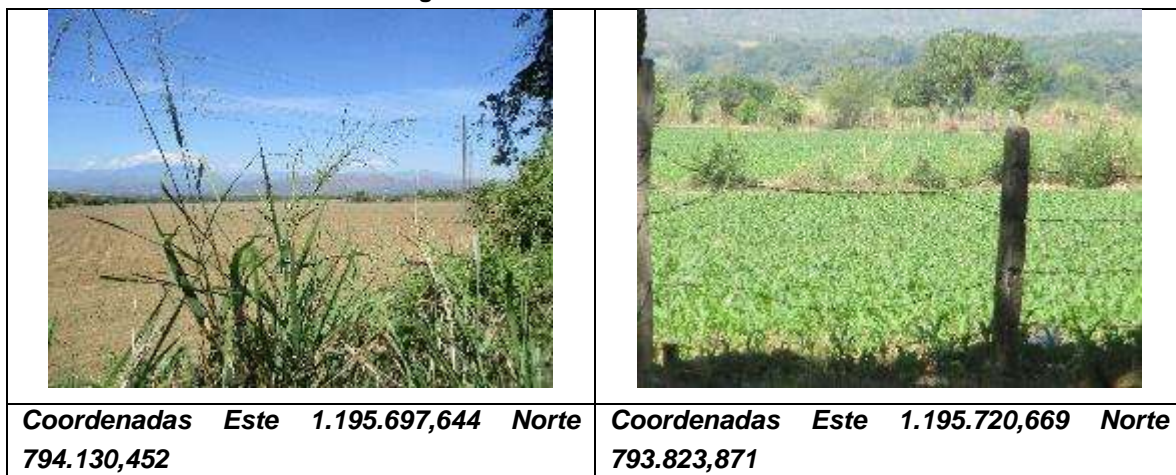 Coordenadas Este 1.195.697,644 Norte
794.130,452
Coordenadas Este 1.195.720,669 Norte
793.823,871